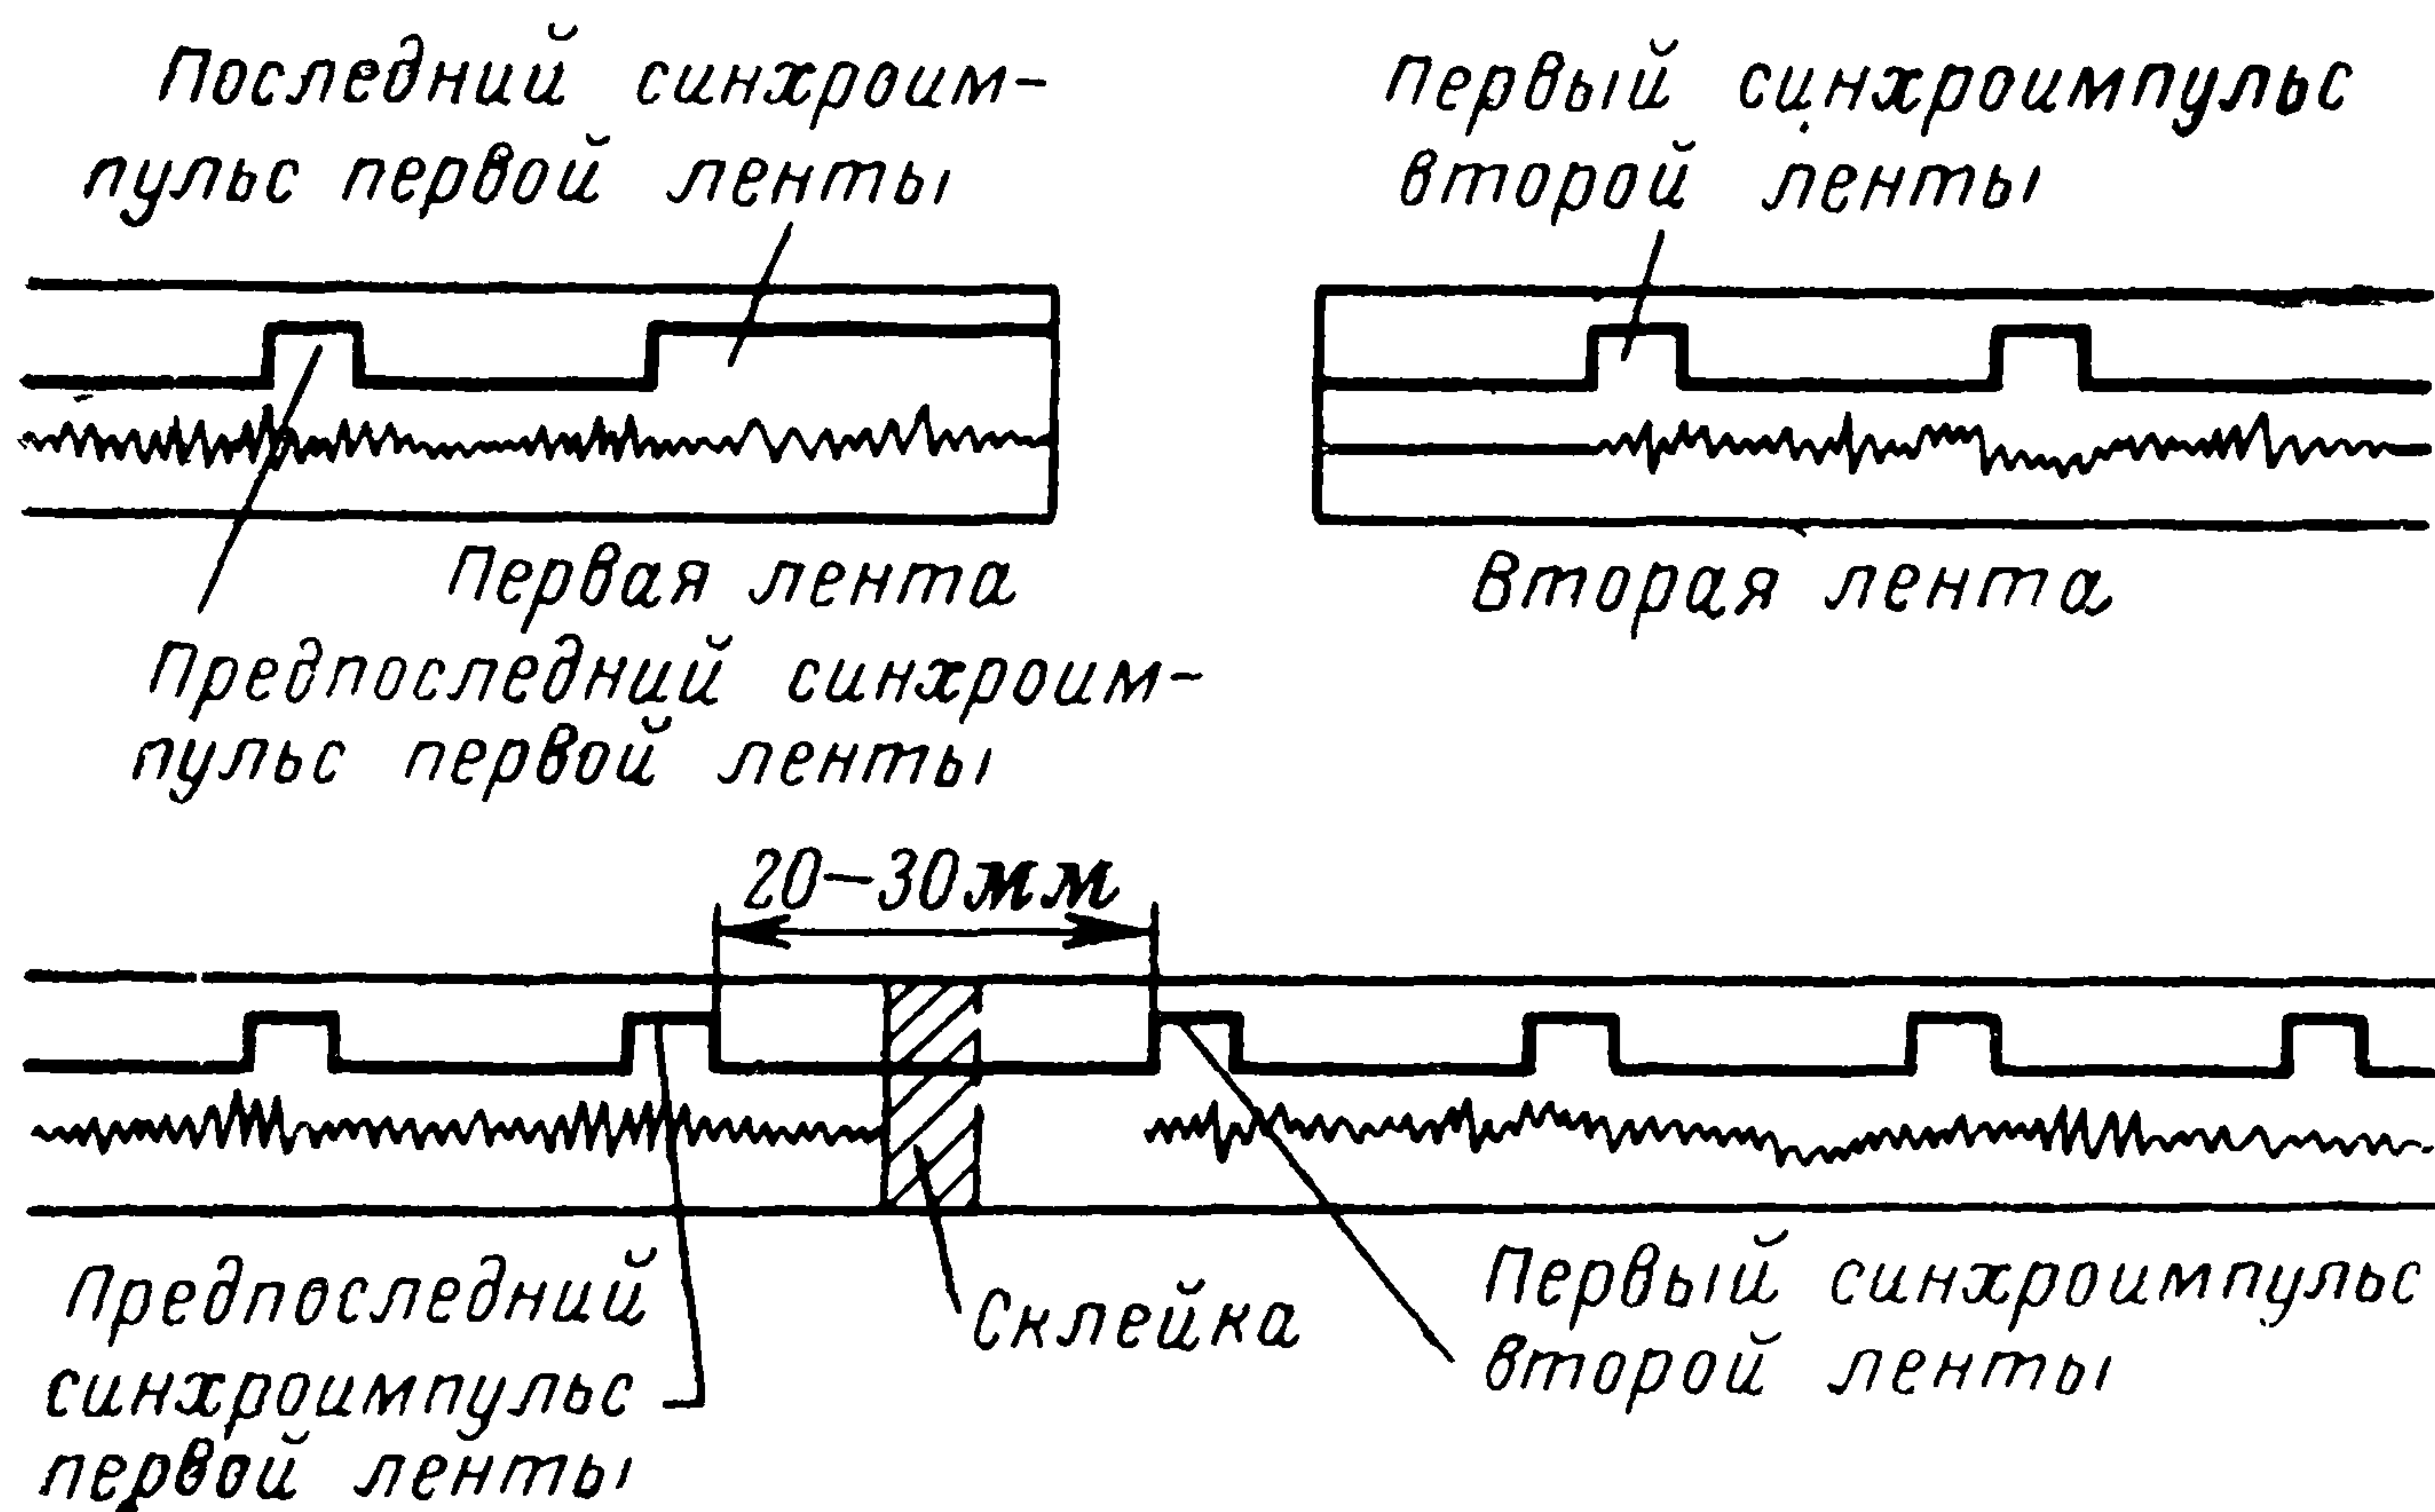 Последний синхроим-
пульс первой ленты
Первый синхроимпульс
второй ленты
Первая лента
Вторая лента
Предпоследний синхроим-
пульс первой ленты
20–30мм
Предпоследний
синхроимпульс
первой ленты
Склейка
Первый синхроимпульс
второй ленты